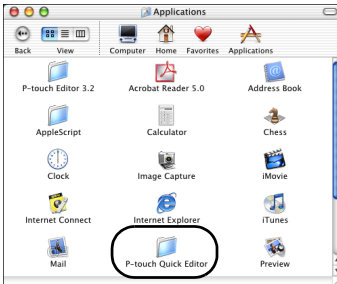 Applications
Back View Computer Home Favorites Applications
P-touch Editor 3.2 Acrobat Reader 5.0 Address Book
AppleScript Calculator Chess
Clock Image Capture iMovie
Internet Connect Internet Explorer iTunes
Mail P-touch Quick Editor Preview